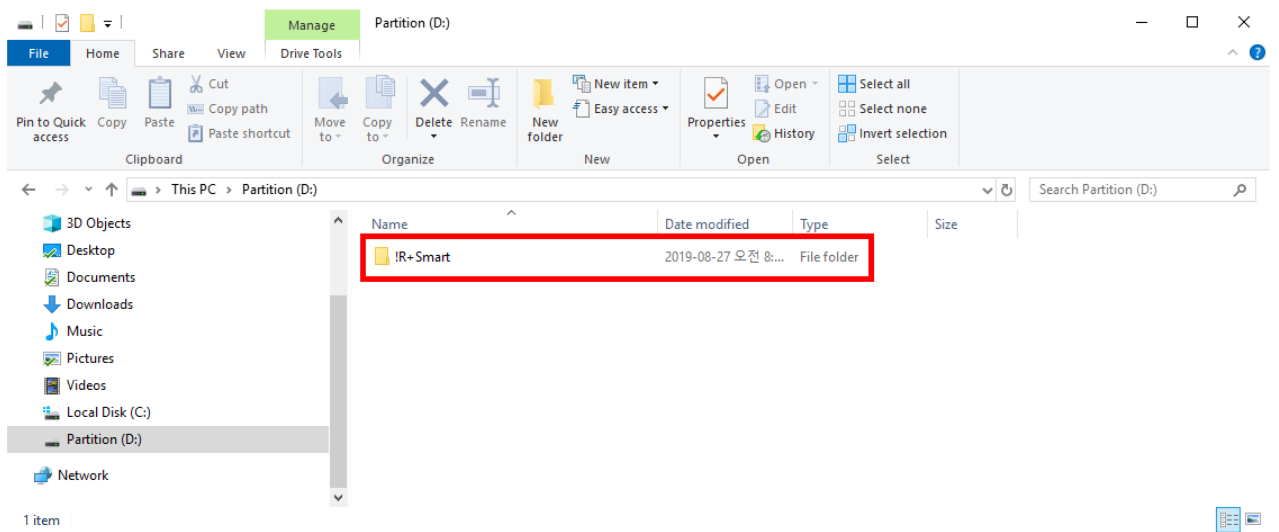 Manage Partition (D:)
File Home Share View Drive Tools
Pin to Quick access
Copy
Paste
Cut
Copy path
Paste shortcut
Clipboard
Move to
Copy to
Delete
Rename
Organize
New folder
New item
Easy access
New
Properties
Open
Edit
History
Open
Select all
Select none
Invert selection
Select
This PC > Partition (D:)
Search Partition (D:)
3D Objects
Desktop
Documents
Downloads
Music
Pictures
Videos
Local Disk (C:)
Partition (D:)
Network
Name Date modified Type Size
!R+Smart 2019-08-27 오전 8:... File folder
1 item